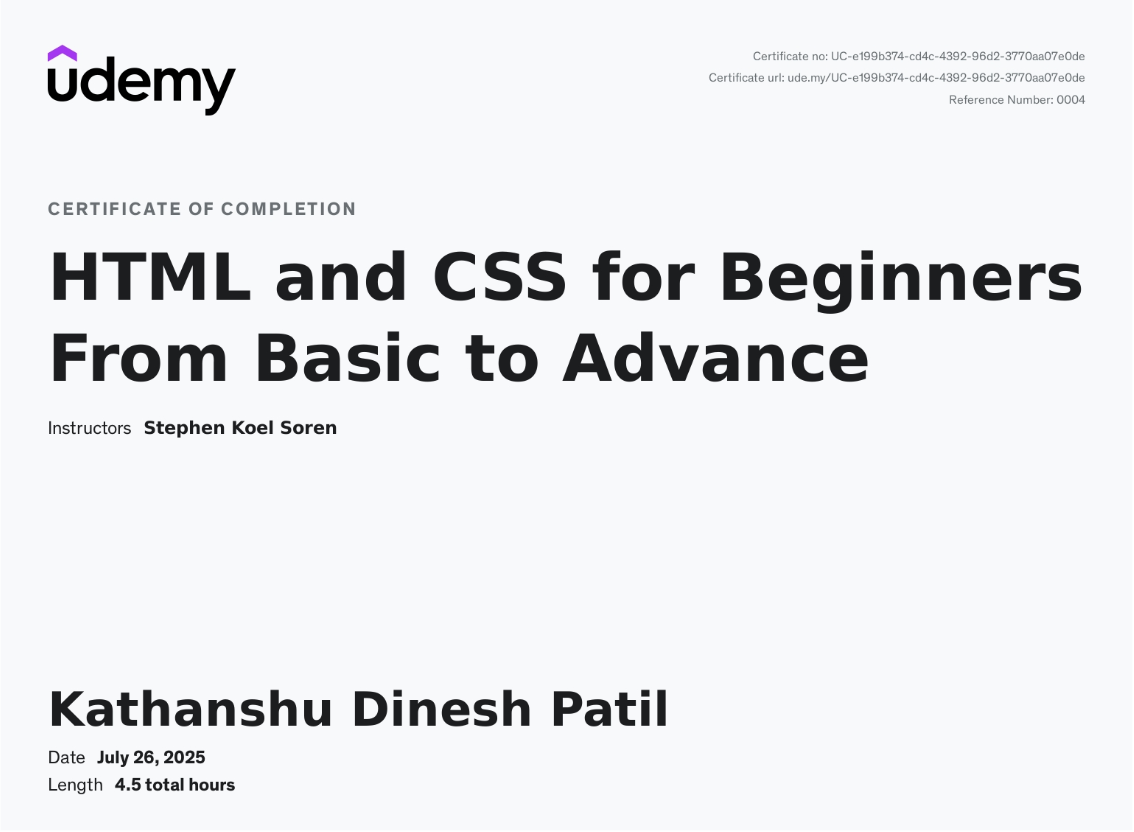 udemy
Certificate no: UC-e199b374-cd4c-4392-96d2-3770aa07e0de
Certificate url: ude.my/UC-e199b374-cd4c-4392-96d2-3770aa07e0de
Reference Number: 0004
CERTIFICATE OF COMPLETION
HTML and CSS for Beginners
From Basic to Advance
Instructors Stephen Koel Soren
Kathanshu Dinesh Patil
Date July 26, 2025
Length 4.5 total hours